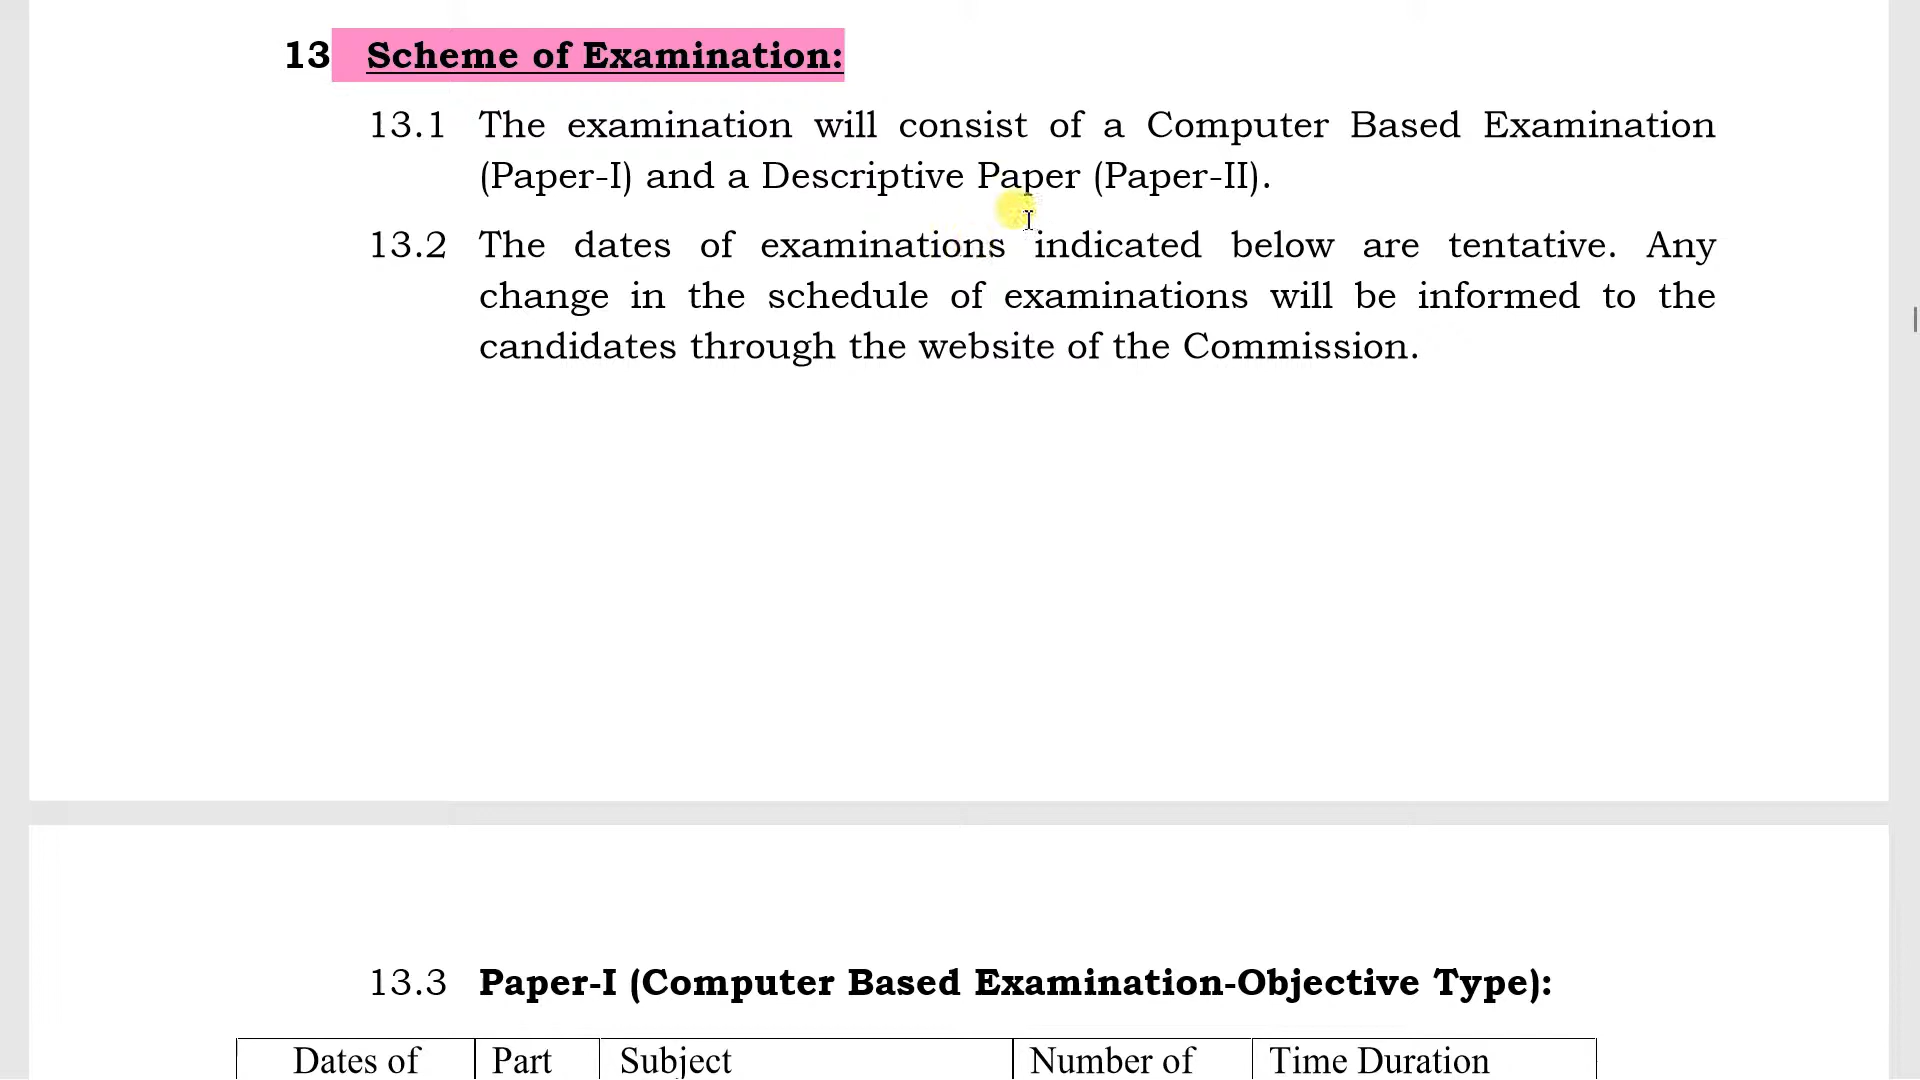 13 Scheme of Examination:
13.1 The examination will consist of a Computer Based Examination
(Paper-I) and a Descriptive Paper (Paper-II).
13.2 The dates of examinations indicated below are tentative. Any
change in the schedule of examinations will be informed to the
candidates through the website of the Commission.
13.3 Paper-I (Computer Based Examination-Objective Type):
Dates of Part Subject Number of Time Duration